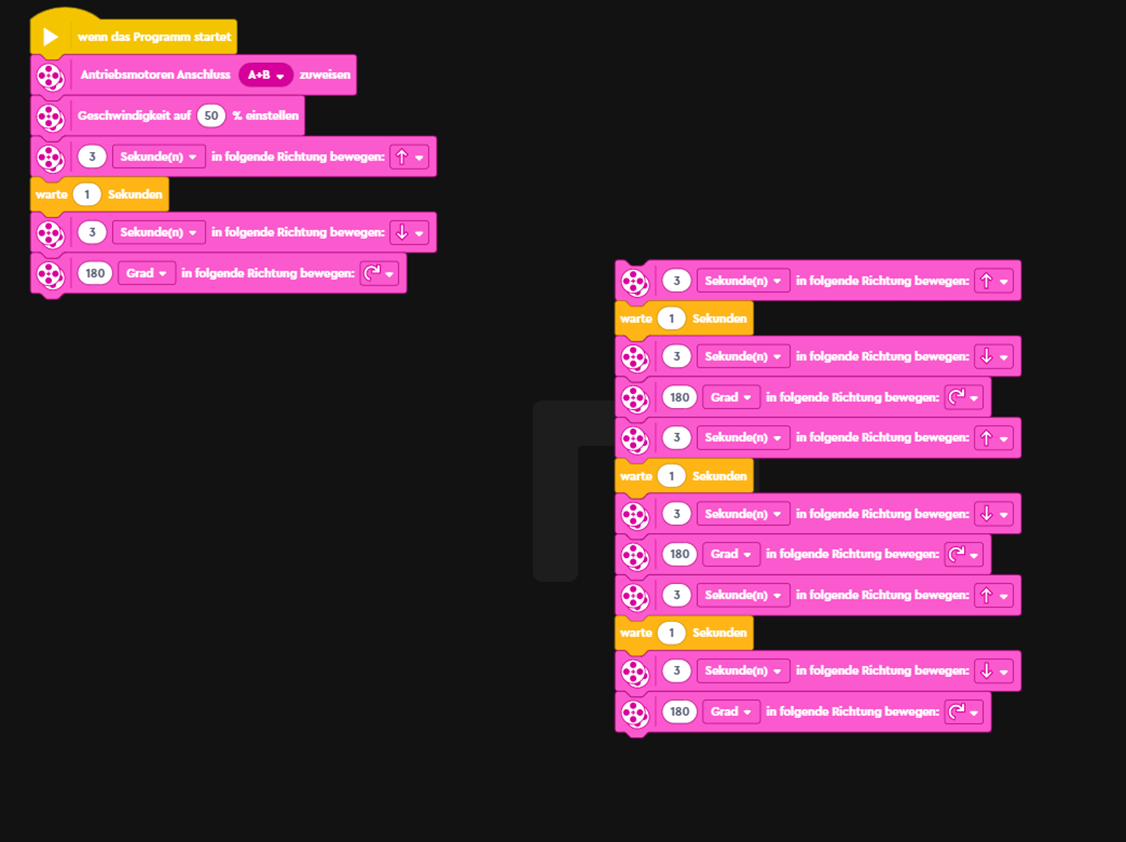 wenn das Programm startet
Antriebsmotoren Anschluss A+B zuweisen
Geschwindigkeit auf 50 % einstellen
3 Sekunde(n) in folgende Richtung bewegen:
warte 1 Sekunden
3 Sekunde(n) in folgende Richtung bewegen:
180 Grad in folgende Richtung bewegen:
3 Sekunde(n) in folgende Richtung bewegen:
warte 1 Sekunden
3 Sekunde(n) in folgende Richtung bewegen:
180 Grad in folgende Richtung bewegen:
3 Sekunde(n) in folgende Richtung bewegen:
warte 1 Sekunden
3 Sekunde(n) in folgende Richtung bewegen:
180 Grad in folgende Richtung bewegen:
3 Sekunde(n) in folgende Richtung bewegen:
warte 1 Sekunden
3 Sekunde(n) in folgende Richtung bewegen:
180 Grad in folgende Richtung bewegen: